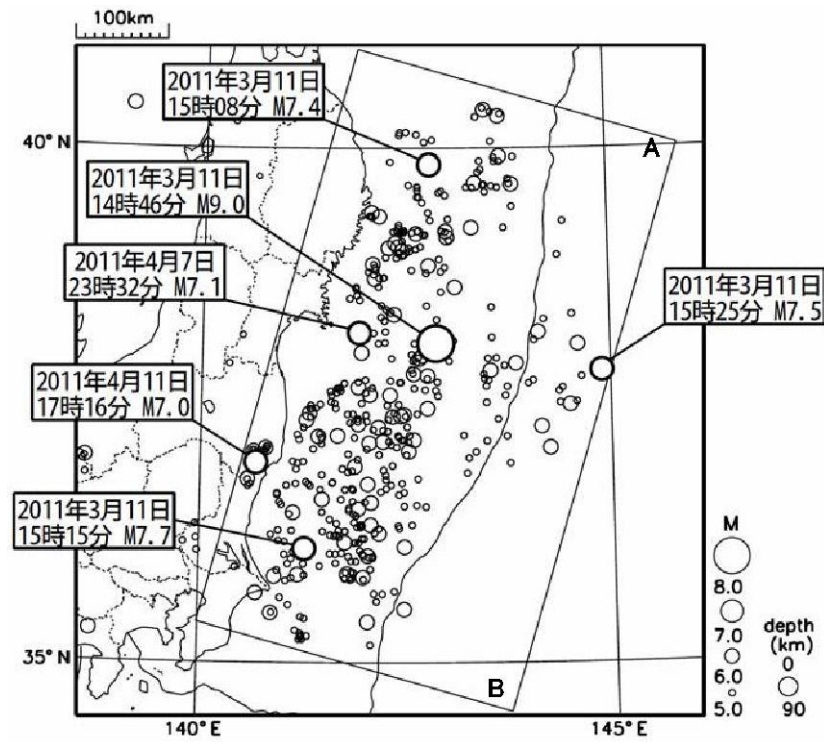 100km
2011年3月11日
15時08分 M7.4
40°N
A
2011年3月11日
14時46分 M9.0
2011年4月7日
23時32分 M7.1
2011年3月11日
15時25分 M7.5
2011年4月11日
17時16分 M7.0
2011年3月11日
15時15分 M7.7
M
8.0
7.0
6.0
5.0
depth
(km)
0
90
35°N
B
140°E
145°E